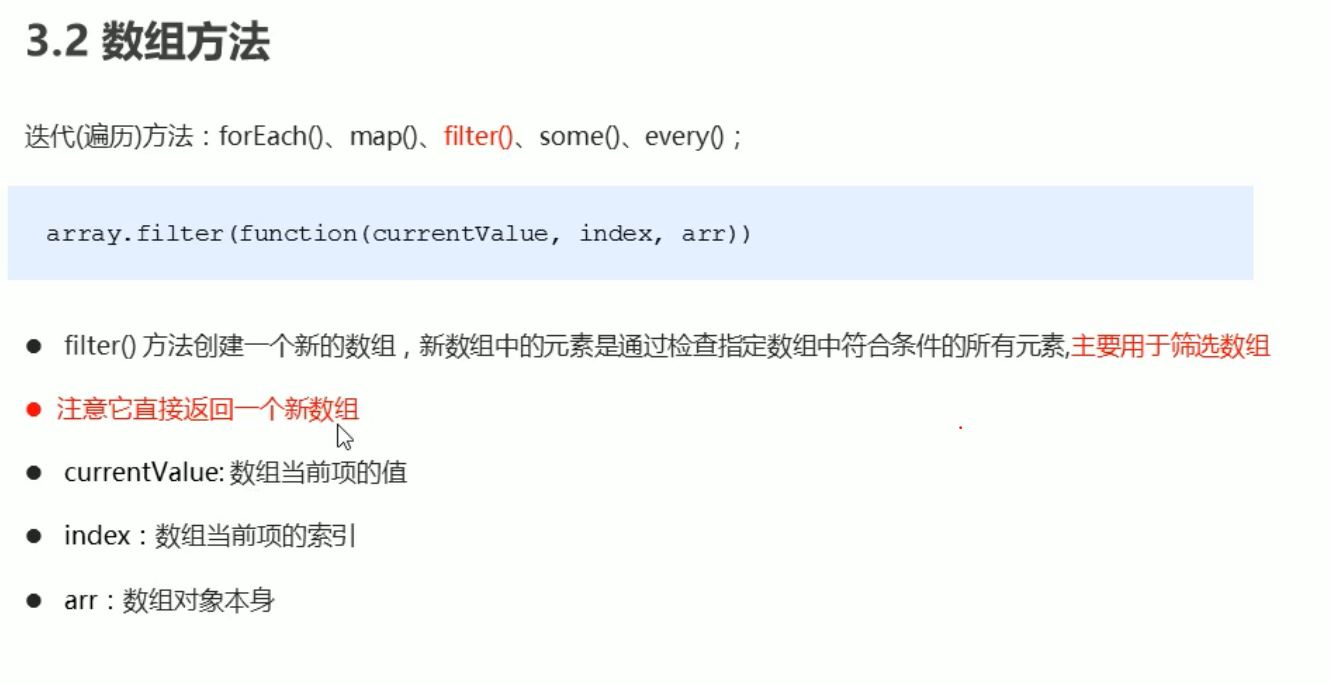 3.2 数组方法
迭代(遍历)方法：forEach()、map()、filter()、some()、every()；
array.filter(function(currentValue, index, arr))
● filter() 方法创建一个新的数组，新数组中的元素是通过检查指定数组中符合条件的所有元素,主要用于筛选数组
● 注意它直接返回一个新数组
● currentValue: 数组当前项的值
● index：数组当前项的索引
● arr：数组对象本身